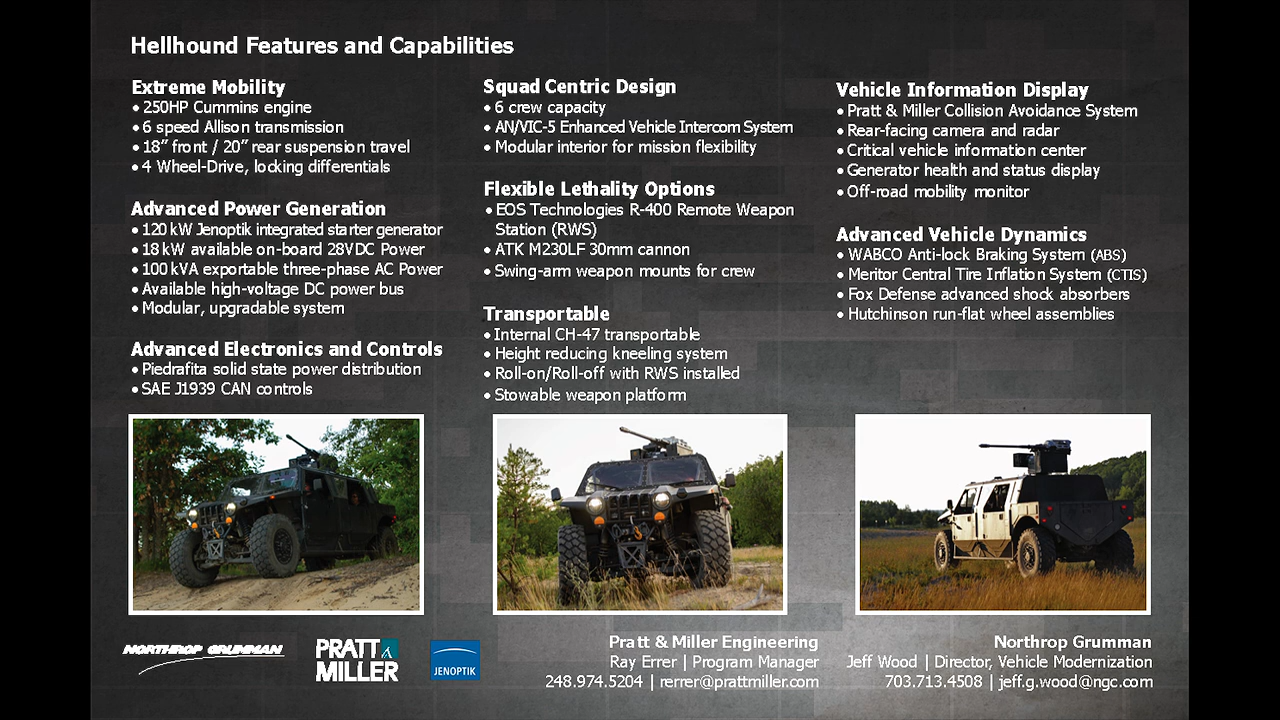 Hellhound Features and Capabilities
Extreme Mobility
• 250HP Cummins engine
• 6 speed Allison transmission
• 18” front / 20” rear suspension travel
• 4 Wheel-Drive, locking differentials
Advanced Power Generation
• 120 kW Jenoptik integrated starter generator
• 18 kW available on-board 28VDC Power
• 100 kVA exportable three-phase AC Power
• Available high-voltage DC power bus
• Modular, upgradable system
Advanced Electronics and Controls
• Piedrafita solid state power distribution
• SAE J1939 CAN controls
Squad Centric Design
• 6 crew capacity
• AN/VIC-5 Enhanced Vehicle Intercom System
• Modular interior for mission flexibility
Flexible Lethality Options
• EOS Technologies R-400 Remote Weapon
Station (RWS)
• ATK M230LF 30mm cannon
• Swing-arm weapon mounts for crew
Transportable
• Internal CH-47 transportable
• Height reducing kneeling system
• Roll-on/Roll-off with RWS installed
• Stowable weapon platform
Vehicle Information Display
• Pratt & Miller Collision Avoidance System
• Rear-facing camera and radar
• Critical vehicle information center
• Generator health and status display
• Off-road mobility monitor
Advanced Vehicle Dynamics
• WABCO Anti-lock Braking System (ABS)
• Meritor Central Tire Inflation System (CTIS)
• Fox Defense advanced shock absorbers
• Hutchinson run-flat wheel assemblies
NORTHROP GRUMMAN
PRATT &
MILLER
JENOPTIK
Pratt & Miller Engineering
Ray Errer | Program Manager
248.974.5204 | rerrer@prattmiller.com
Northrop Grumman
Jeff Wood | Director, Vehicle Modernization
703.713.4508 | jeff.g.wood@ngc.com